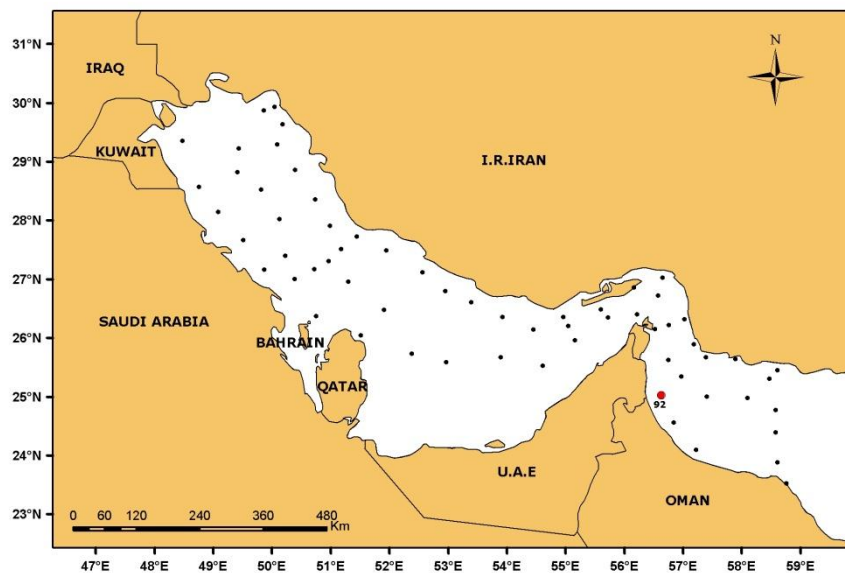 N
31°N
IRAQ
30°N
KUWAIT
I.R.IRAN
29°N
28°N
27°N
SAUDI ARABIA
26°N
BAHRAIN
QATAR
25°N
92
24°N
U.A.E
OMAN
23°N
0 60 120 240 360 480
Km
47°E 48°E 49°E 50°E 51°E 52°E 53°E 54°E 55°E 56°E 57°E 58°E 59°E